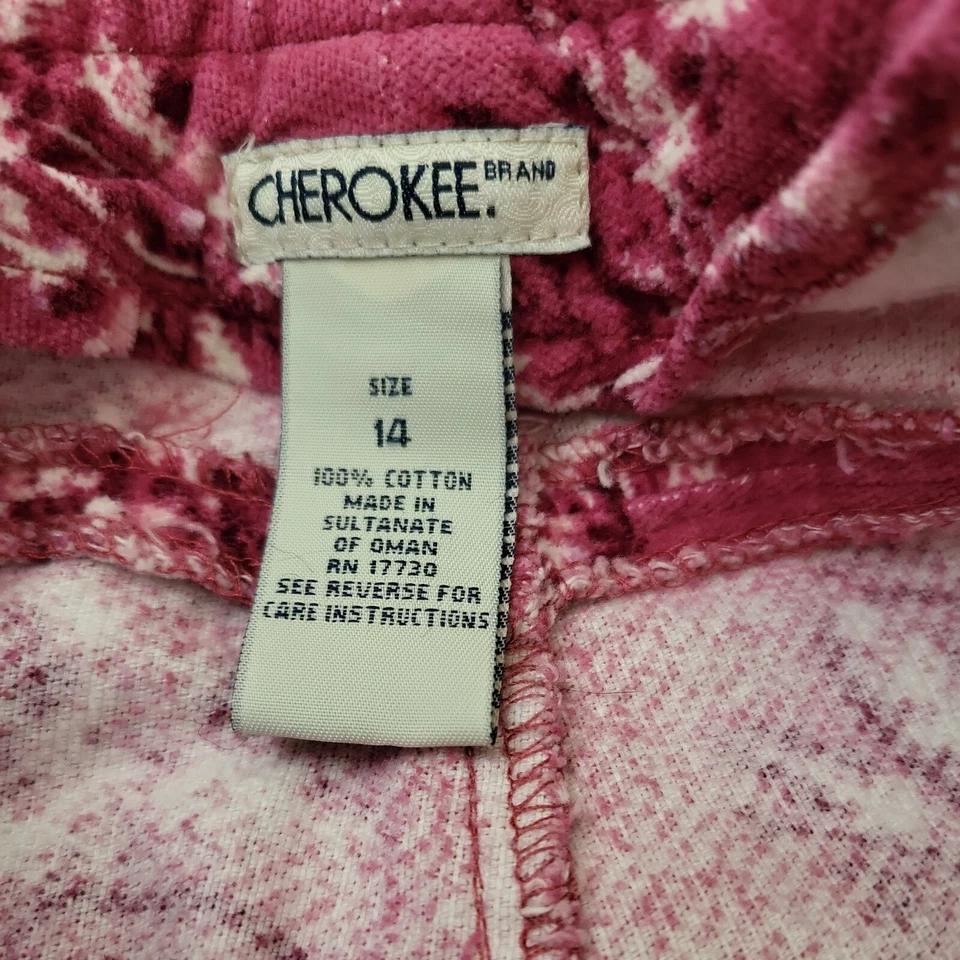 CHEROKEE. BRAND
SIZE
14
100% COTTON
MADE IN
SULTANATE
OF OMAN
RN 17730
SEE REVERSE FOR
CARE INSTRUCTIONS